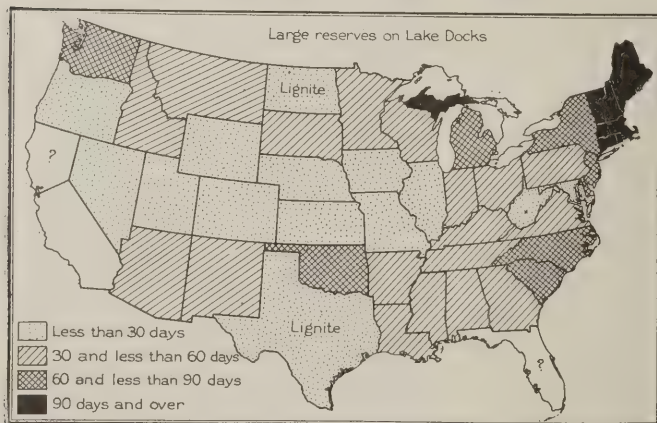 Large reserves on Lake Docks
Lignite
?
Lignite
?
Less than 30 days
30 and less than 60 days
60 and less than 90 days
90 days and over